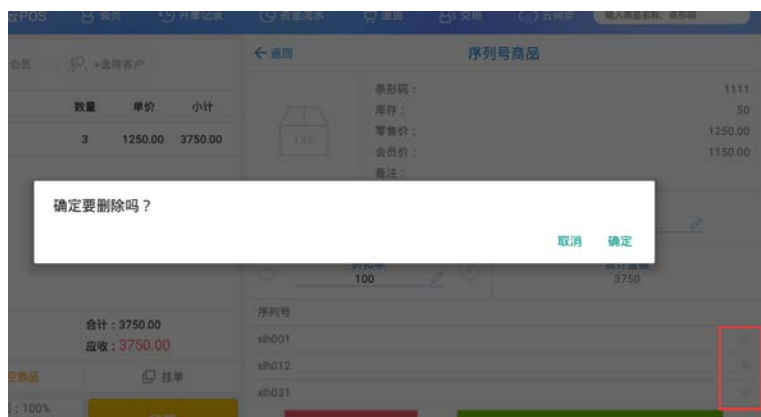 云POS 会员 开单记录 资金流水 退货 交班 云同步 输入商品名称、条形码
会员 +选择客户
返回 序列号商品
数量 单价 小计
3 1250.00 3750.00
条形码： 1111
库存： 50
零售价： 1250.00
会员价： 1150.00
备注：
确定要删除吗？
取消 确定
折扣率
100
合计金额
3750
序列号
xlh001
xlh012
xlh031
合计：3750.00
应收：3750.00
空商品 挂单
：100%